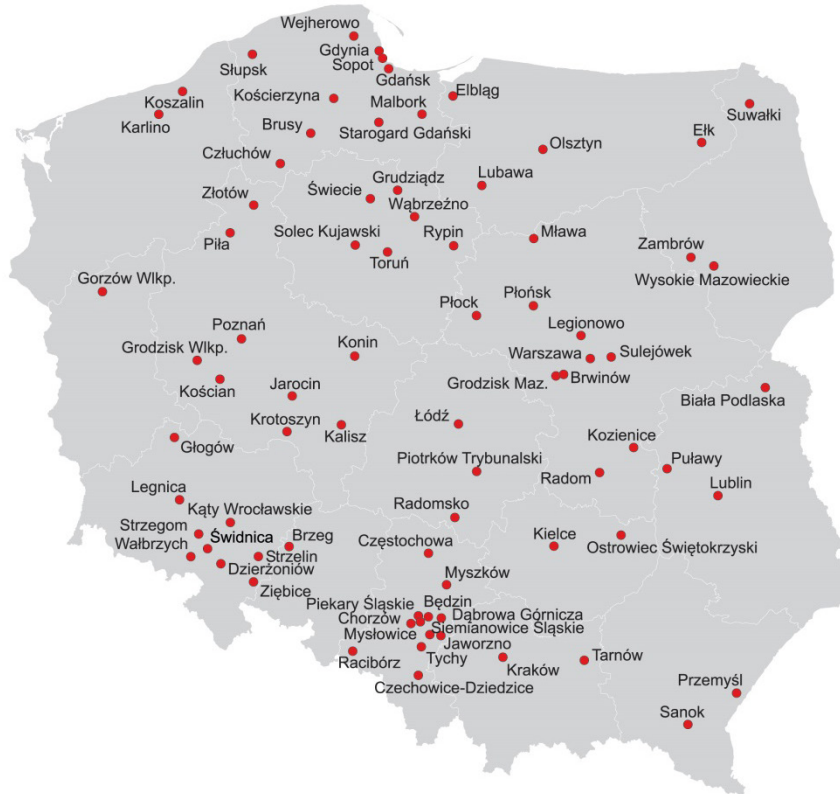 Wejherowo
Gdynia
Sopot
Słupsk
Gdańsk
Elbląg
Koszalin
Kościerzyna
Malbork
Suwałki
Karlino
Brusy
Starogard Gdański
Ełk
Olsztyn
Człuchów
Grudziądz
Lubawa
Złotów
Świecie
Wąbrzeźno
Solec Kujawski
Rypin
Mława
Piła
Toruń
Zambrów
Wysokie Mazowieckie
Gorzów Wlkp.
Płock
Płońsk
Legionowo
Poznań
Konin
Grodzisk Wlkp.
Warszawa
Sulejówek
Kościan
Jarocin
Grodzisk Maz.
Brwinów
Biała Podlaska
Krotoszyn
Kalisz
Łódź
Głogów
Kozienice
Piotrków Trybunalski
Radom
Puławy
Legnica
Lublin
Kąty Wrocławskie
Radomsko
Strzegom
Świdnica
Brzeg
Kielce
Wałbrzych
Strzelin
Częstochowa
Ostrowiec Świętokrzyski
Dzierżoniów
Ziębice
Myszków
Piekary Śląskie
Będzin
Chorzów
Dąbrowa Górnicza
Mysłowice
Siemianowice Śląskie
Jaworzno
Racibórz
Tychy
Kraków
Tarnów
Czechowice-Dziedzice
Przemyśl
Sanok